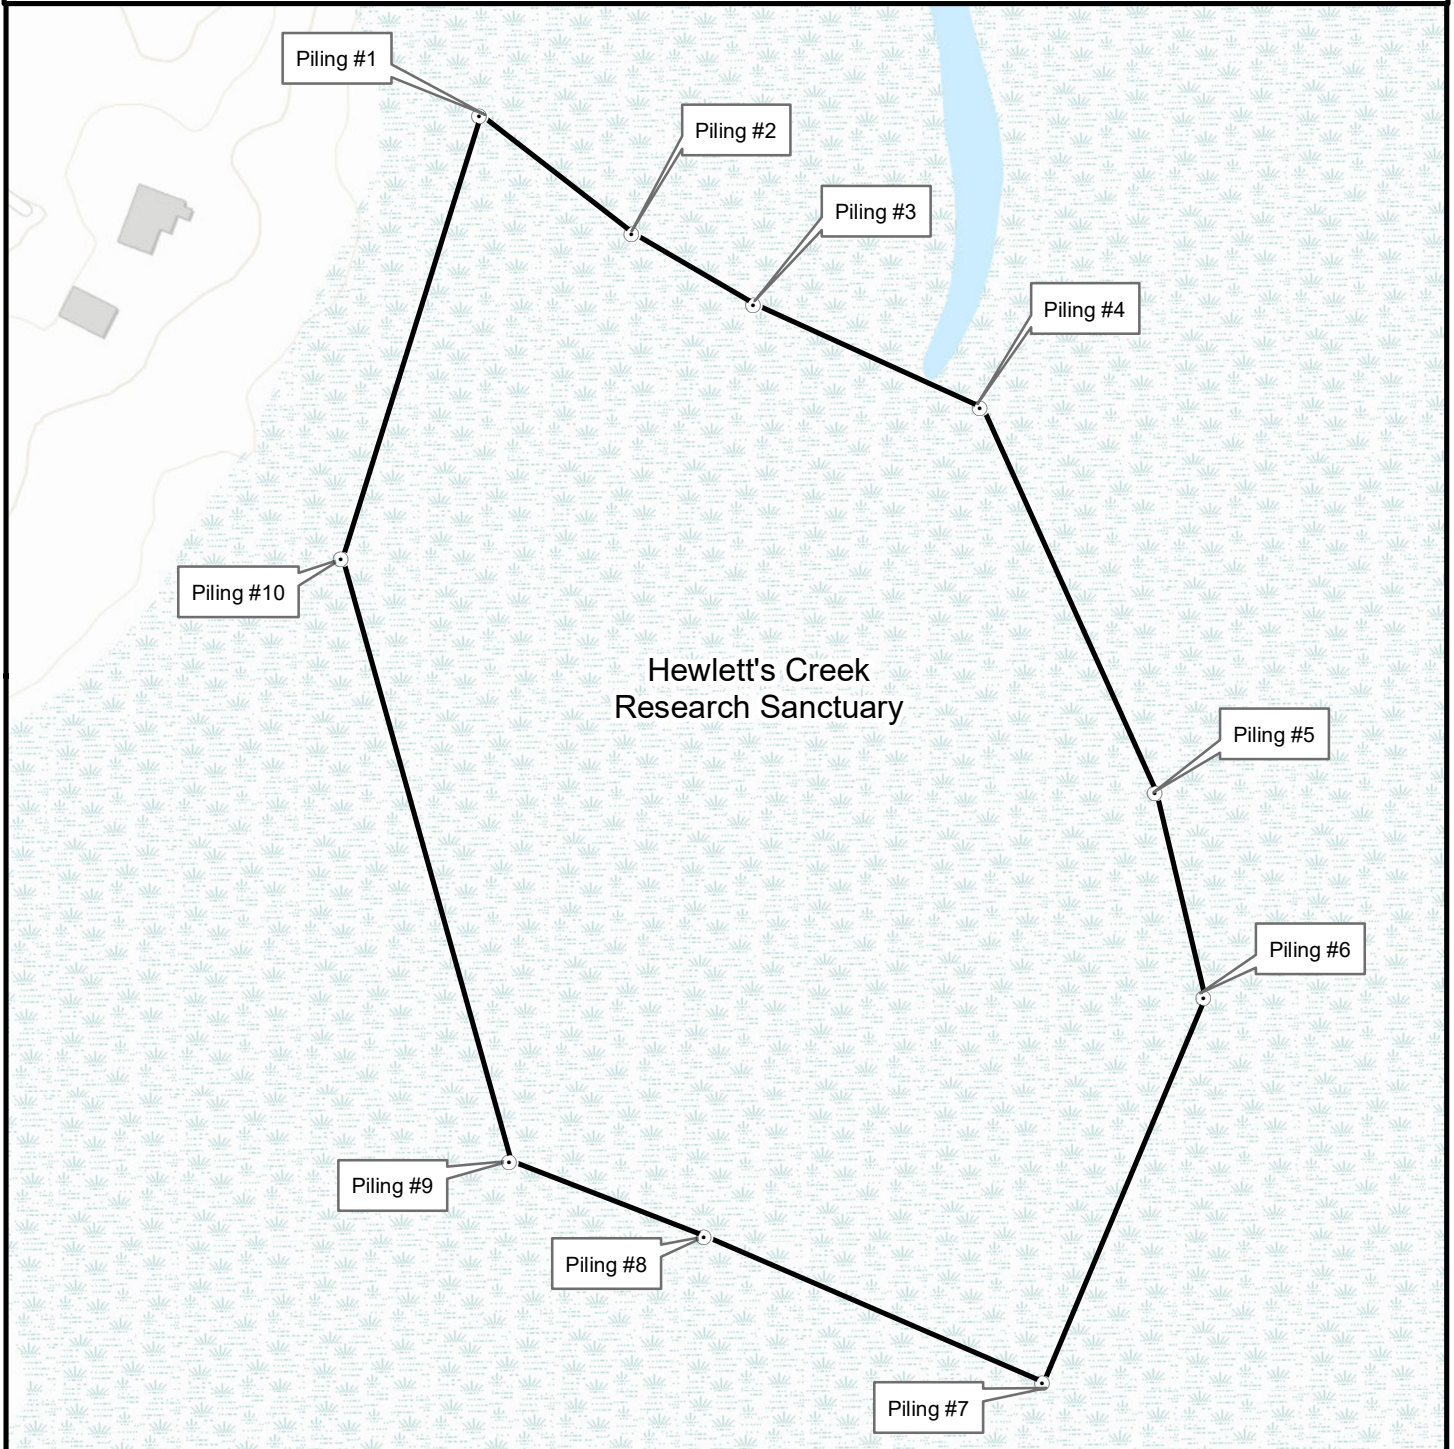 Piling #1
Piling #2
Piling #3
Piling #4
Piling #10
Hewlett's Creek
Research Sanctuary
Piling #5
Piling #6
Piling #9
Piling #8
Piling #7